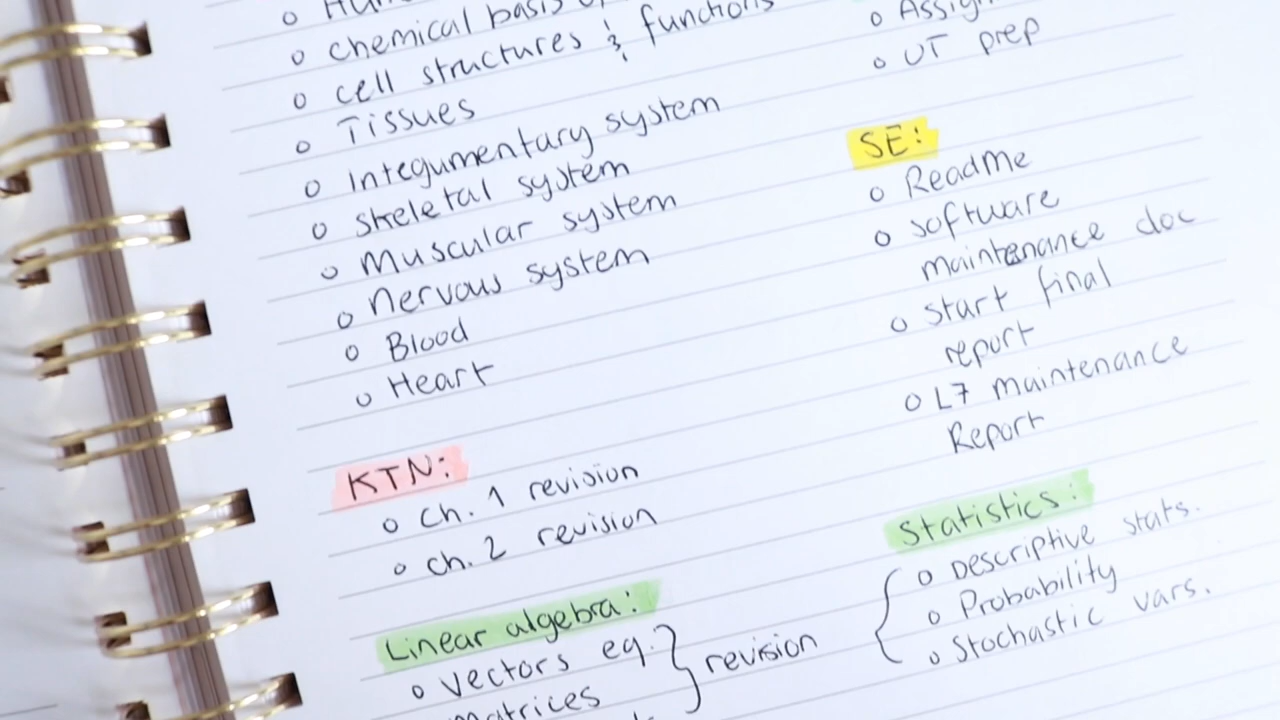 chemical basis
cell structures & functions
Tissues
Integumentary system
skeletal system
Muscular system
Nervous system
Blood
Heart
KTN:
Ch. 1 revision
Ch. 2 revision
Linear algebra:
Vectors eq.
Matrices
revision
UT prep
SE:
ReadMe
software
maintenance doc
start final
report
L7 maintenance
Report
Statistics:
Descriptive stats.
Probability
Stochastic vars.